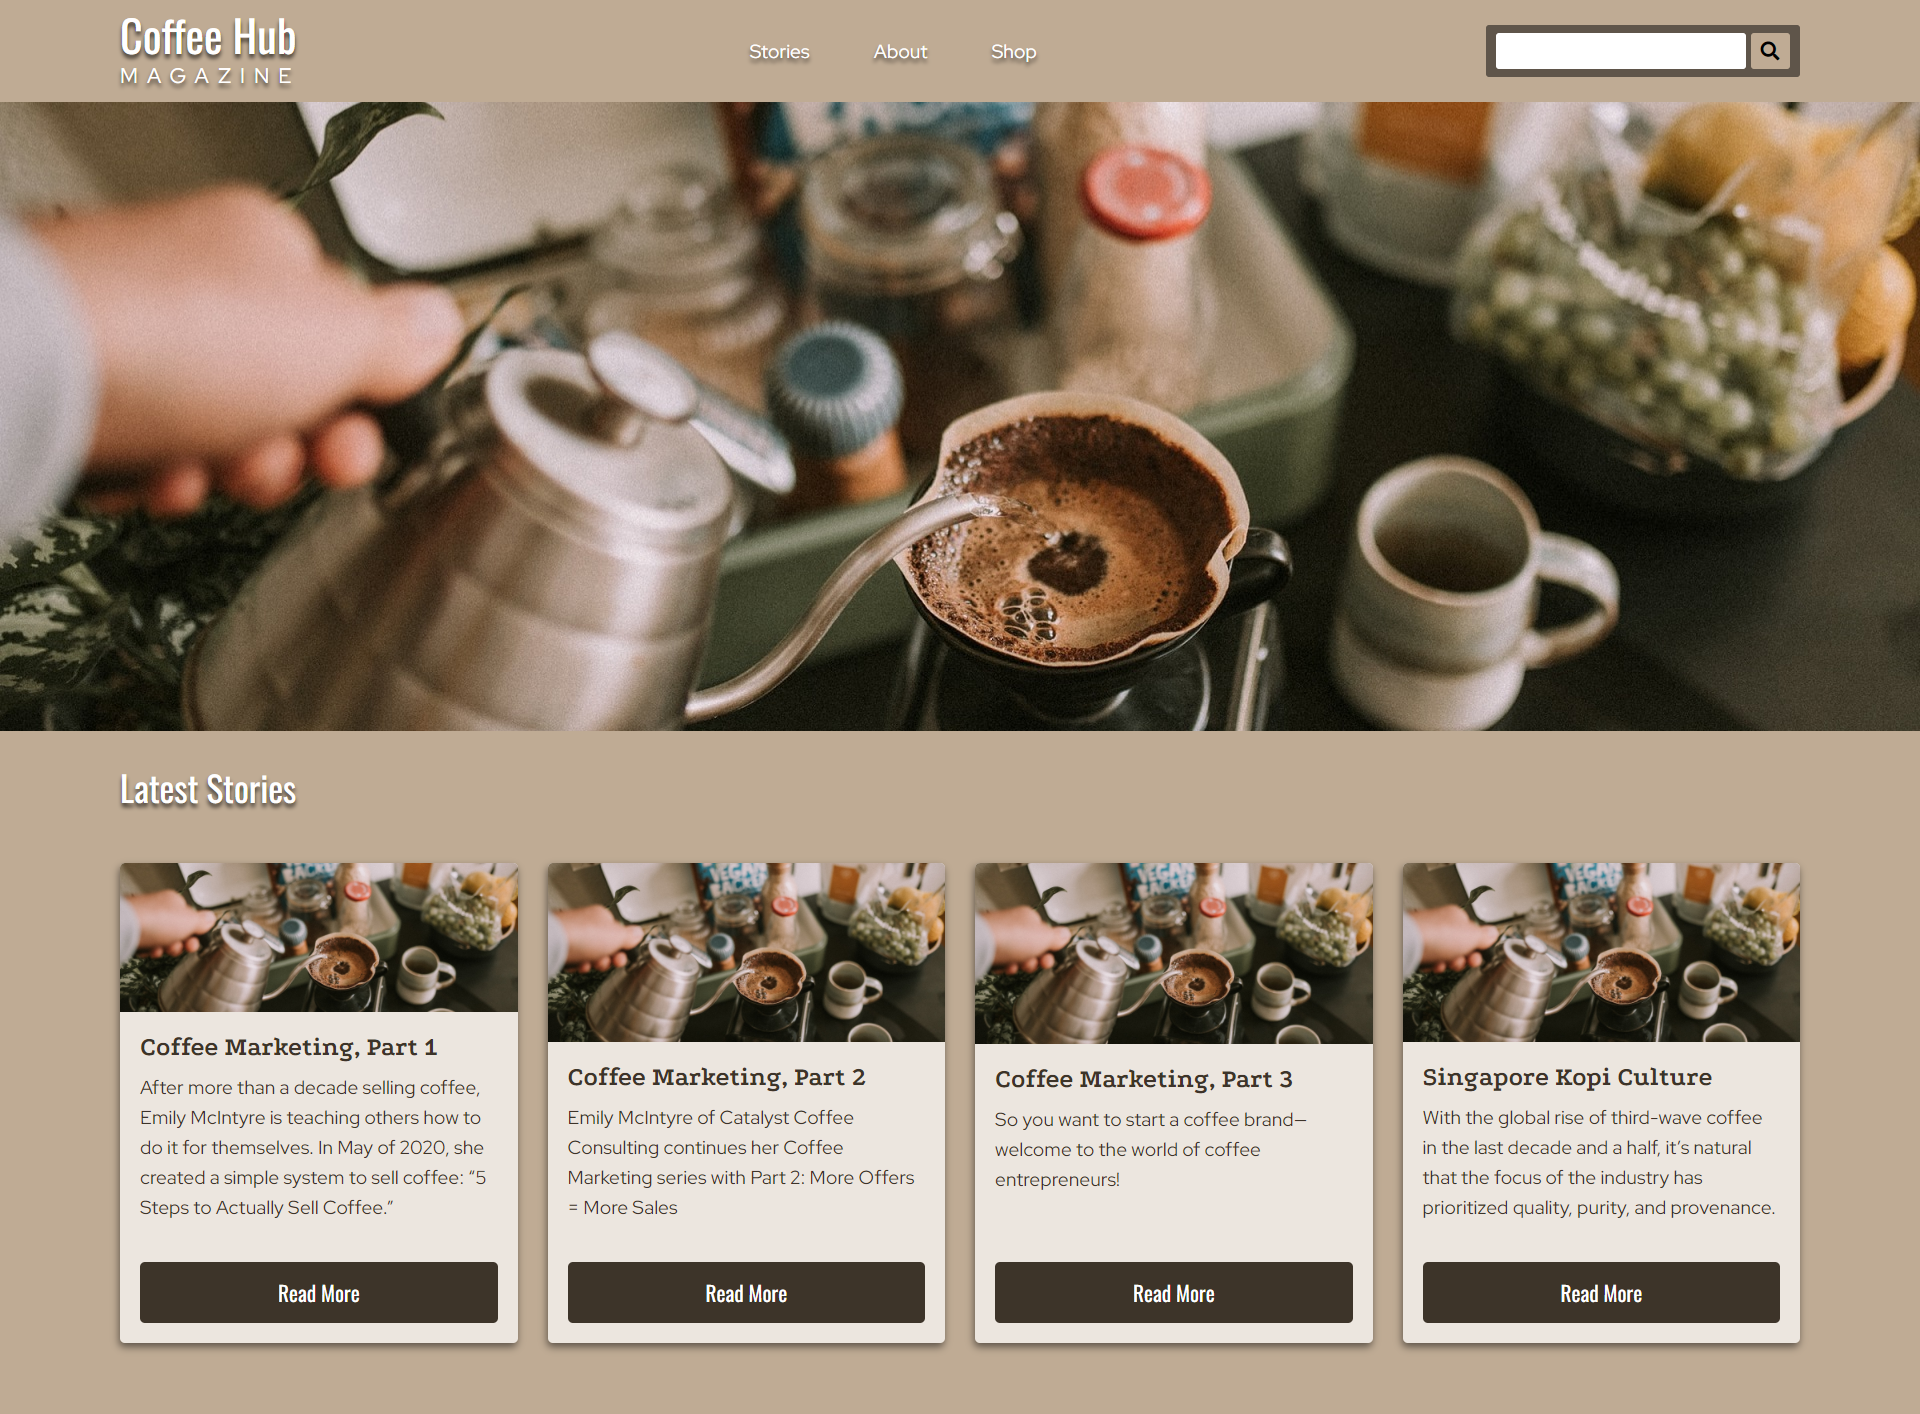 Coffee Hub
MAGAZINE
Stories
About
Shop
Latest Stories
Coffee Marketing, Part 1
After more than a decade selling coffee,
Emily McIntyre is teaching others how to
do it for themselves. In May of 2020, she
created a simple system to sell coffee: “5
Steps to Actually Sell Coffee.”
Read More
Coffee Marketing, Part 2
Emily McIntyre of Catalyst Coffee
Consulting continues her Coffee
Marketing series with Part 2: More Offers
= More Sales
Read More
Coffee Marketing, Part 3
So you want to start a coffee brand—
welcome to the world of coffee
entrepreneurs!
Read More
Singapore Kopi Culture
With the global rise of third-wave coffee
in the last decade and a half, it’s natural
that the focus of the industry has
prioritized quality, purity, and provenance.
Read More